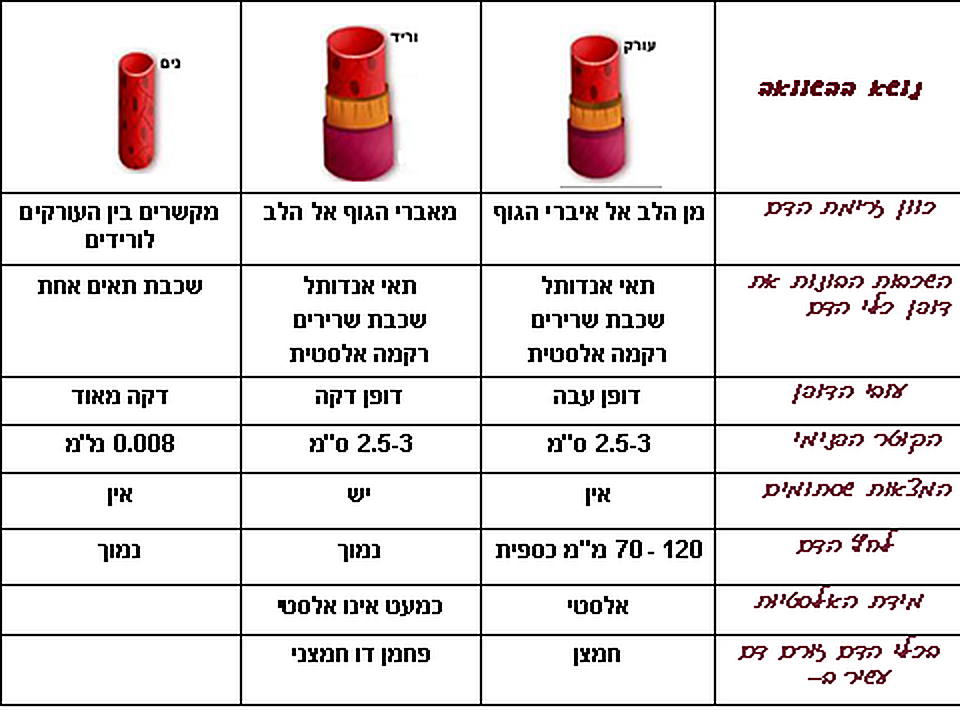 נושא ההשוואה
עורק
וריד
נים
כוון זרימת הדם
מן הלב אל איברי הגוף
מאברי הגוף אל הלב
מקשרים בין העורקים
לורידים
השכבות הבונות את
דופן כלי הדם
תאי אנדותל
שכבת שרירים
רקמה אלסטית
תאי אנדותל
שכבת שרירים
רקמה אלסטית
שכבת תאים אחת
עובי הדופן
דופן עבה
דופן דקה
דקה מאוד
הקוטר הפנימי
2.5-3 ס"מ
2.5-3 ס"מ
0.008 מ"מ
המצאות שסתומים
אין
יש
אין
לחץ הדם
120 - 70 מ"מ כספית
נמוך
נמוך
מידת האלסטיות
אלסטי
כמעט אינו אלסטי
בכלי הדם זורם דם
עשיר ב–
חמצן
פחמן דו חמצני